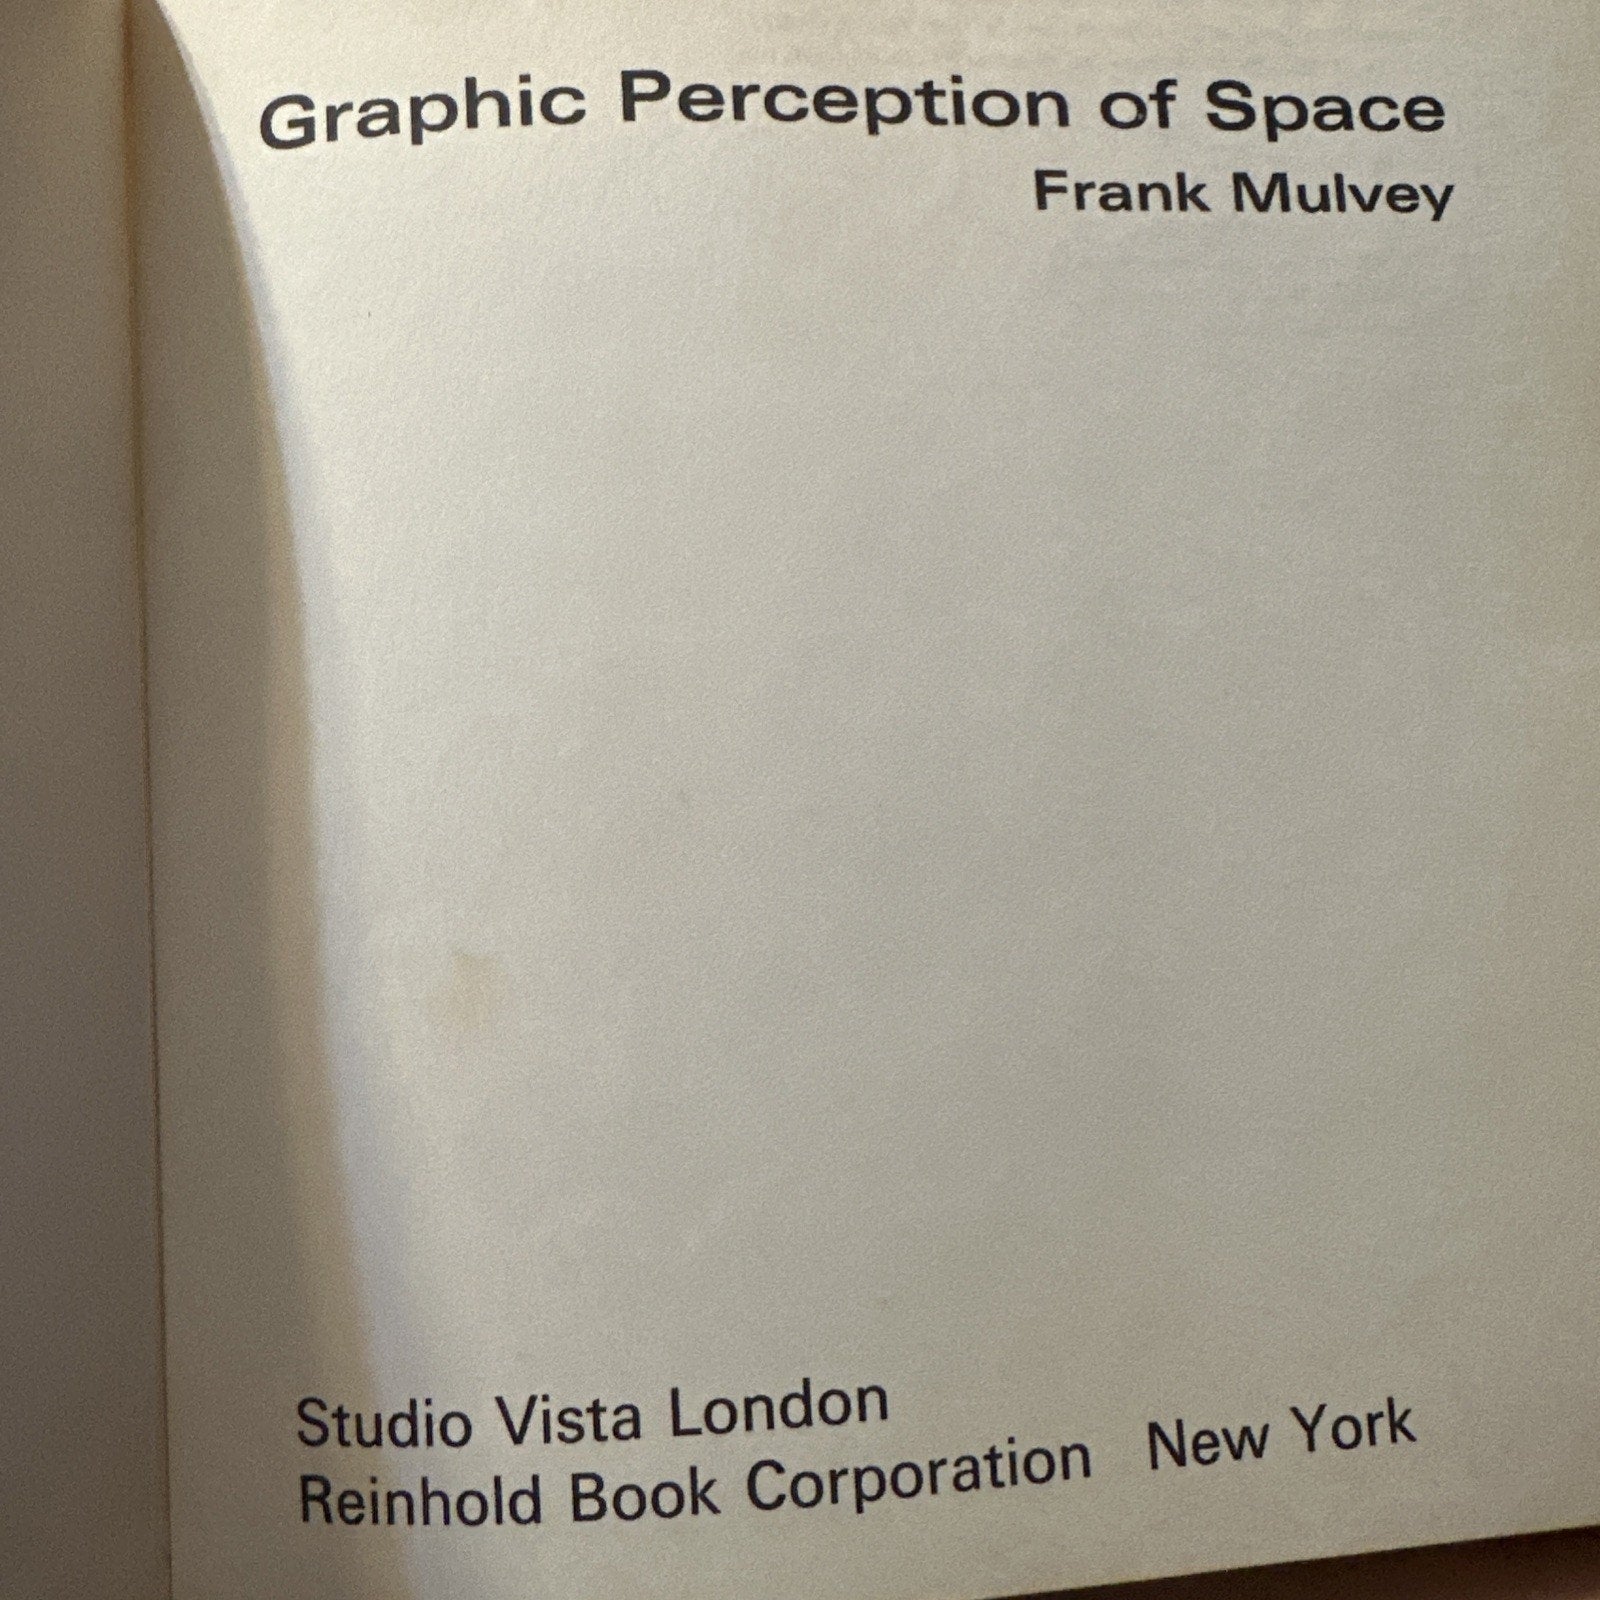 Graphic Perception of Space
Frank Mulvey
Studio Vista London
Reinhold Book Corporation New York